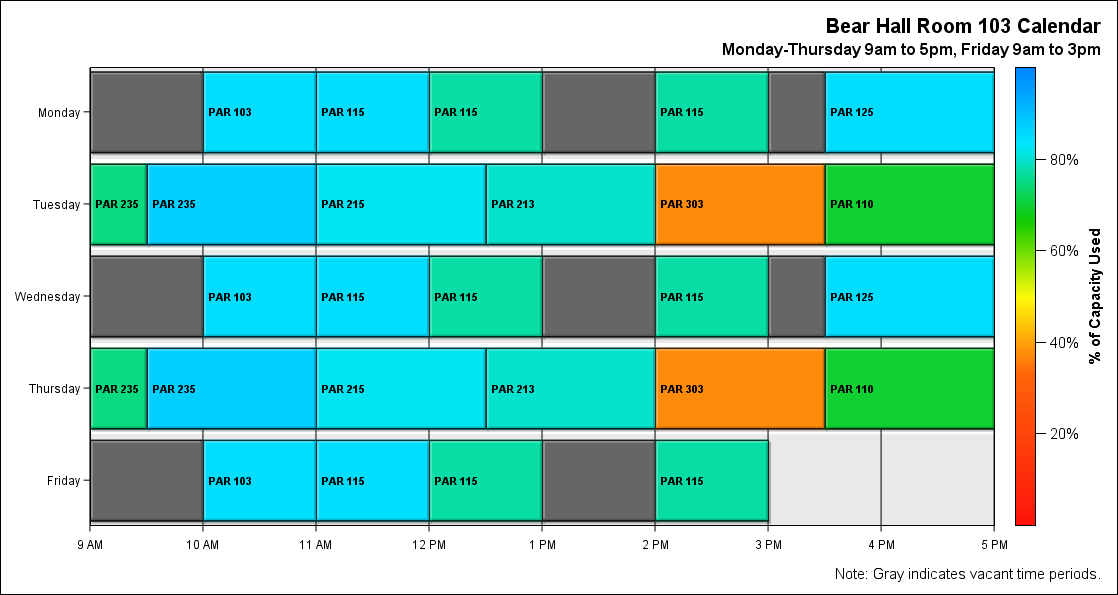 Bear Hall Room 103 Calendar
Monday-Thursday 9am to 5pm, Friday 9am to 3pm
Monday
PAR 103
PAR 115
PAR 115
PAR 115
PAR 125
Tuesday
PAR 235
PAR 235
PAR 215
PAR 213
PAR 303
PAR 110
Wednesday
PAR 103
PAR 115
PAR 115
PAR 115
PAR 125
Thursday
PAR 235
PAR 235
PAR 215
PAR 213
PAR 303
PAR 110
Friday
PAR 103
PAR 115
PAR 115
PAR 115
9 AM
10 AM
11 AM
12 PM
1 PM
2 PM
3 PM
4 PM
5 PM
80%
60%
40%
20%
% of Capacity Used
Note: Gray indicates vacant time periods.